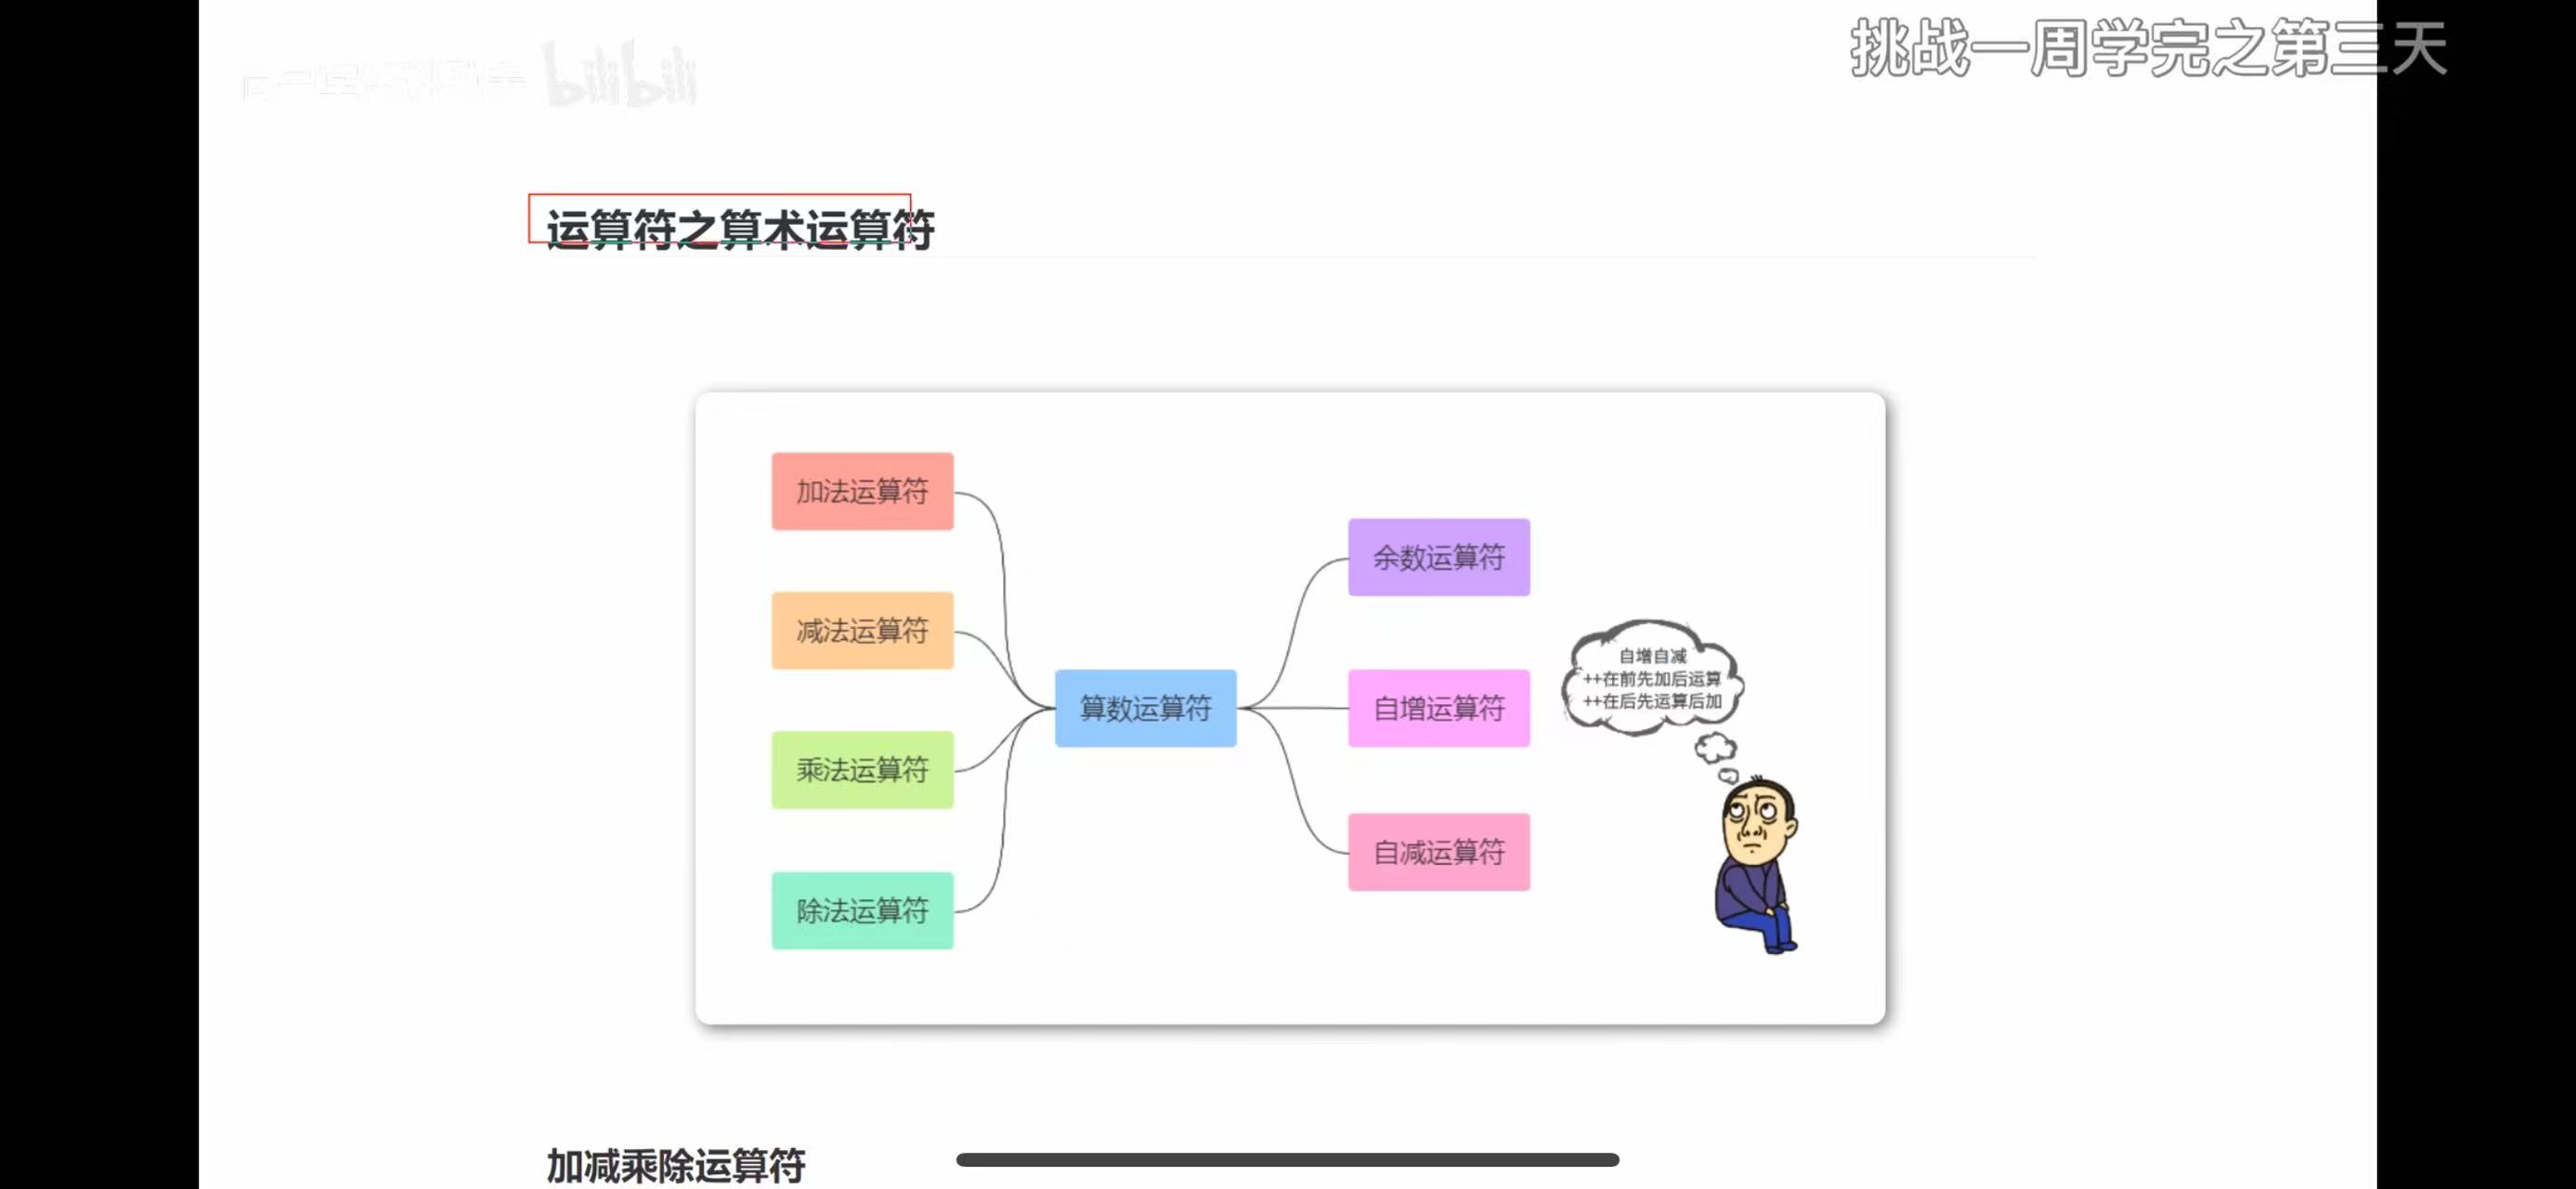 bilibili
挑战一周学完之第三天
运算符之算术运算符
加法运算符
减法运算符
乘法运算符
除法运算符
算数运算符
余数运算符
自增运算符
自减运算符
自增自减
++在前先加后运算
++在后先运算后加
加减乘除运算符